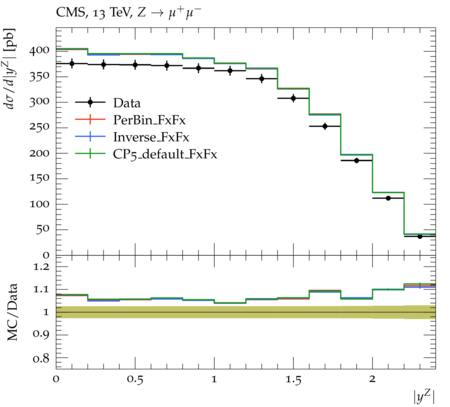 CMS, 13 TeV, Z → μ⁺μ⁻
dσ/d|y^Z| [pb]
400
350
300
250
200
150
100
50
0
Data
PerBin_FxFx
Inverse_FxFx
CP5_default_FxFx
MC/Data
1.2
1.1
1
0.9
0.8
0 0.5 1 1.5 2
|y^Z|